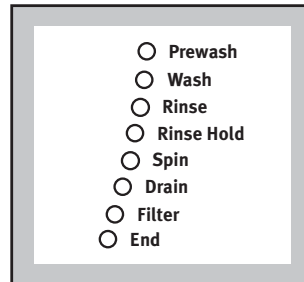 Prewash
Wash
Rinse
Rinse Hold
Spin
Drain
Filter
End